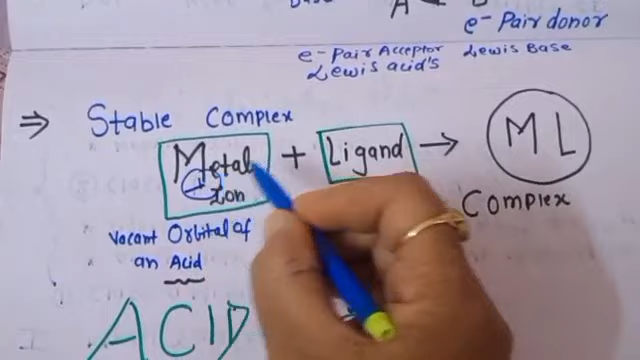 A
e- Pair donor
e- Pair Acceptor Lewis Base
Lewis acid's
⇒ Stable Complex
Metal ion + Ligand → ML
Complex
vacant Orbital of
an Acid
ACID